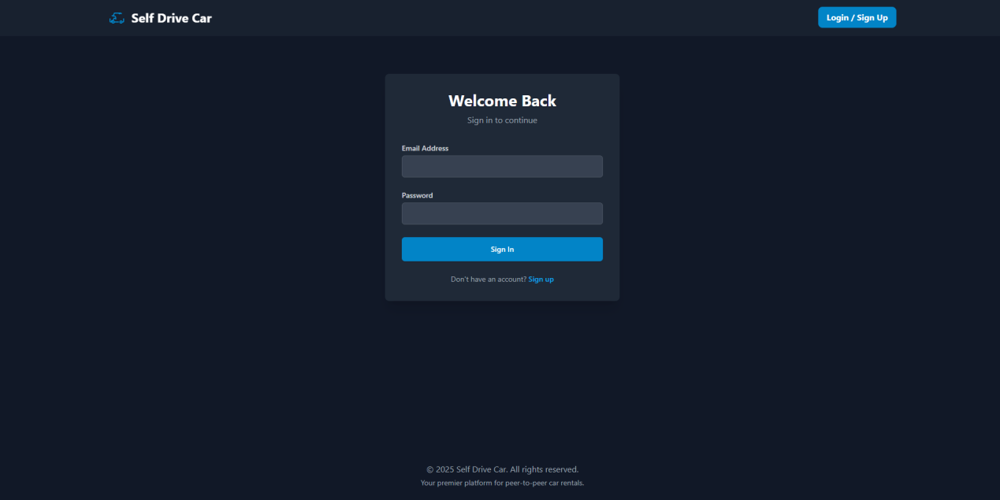 Self Drive Car
Login / Sign Up
Welcome Back
Sign in to continue
Email Address
Password
Sign In
Don't have an account? Sign up
© 2025 Self Drive Car. All rights reserved.
Your premier platform for peer-to-peer car rentals.